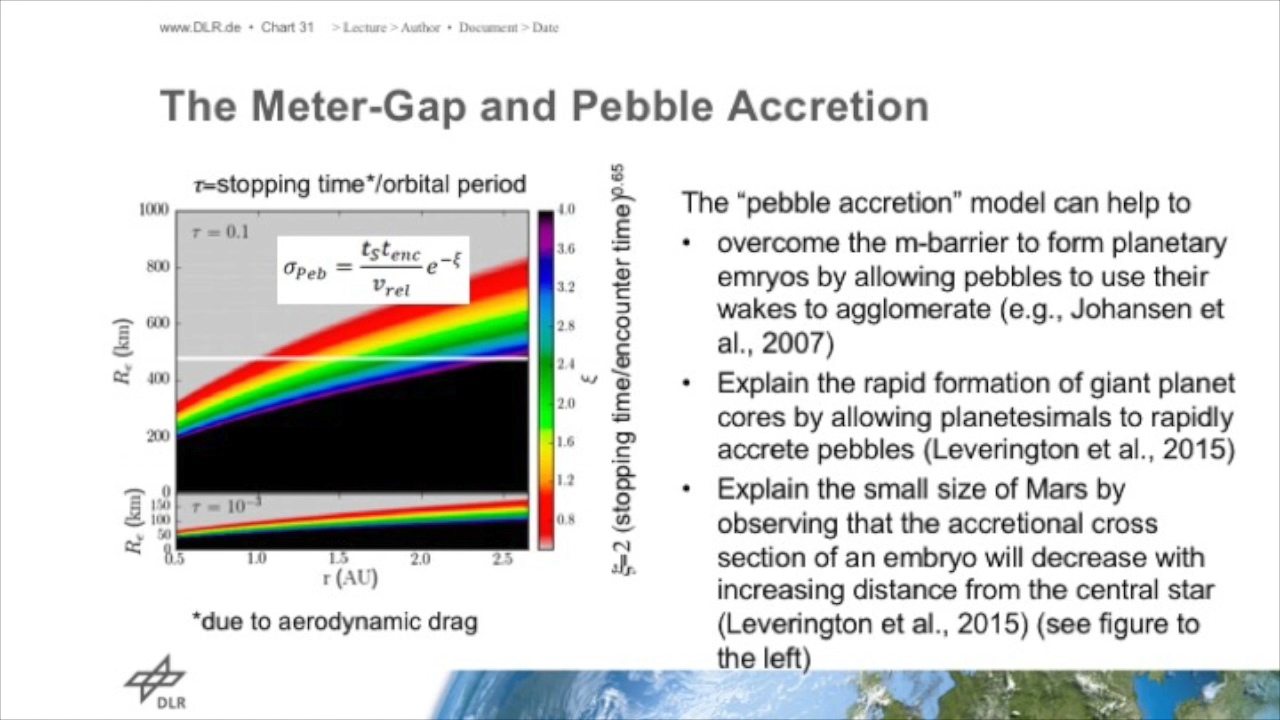 www.DLR.de • Chart 31 > Lecture > Author • Document > Date
The Meter-Gap and Pebble Accretion
τ=stopping time*/orbital period
1000
800
600
400
200
0
R_e (km)
τ = 0.1
σ_Peb = t_S t_enc / v_rel e^−ξ
4.0
3.6
3.2
2.8
2.4
2.0
1.6
1.2
0.8
ξ
ξ=2 (stopping time/encounter time)^0.65
150
100
50
0
R_e (km)
τ = 10^−3
0.5 1.0 1.5 2.0 2.5
r (AU)
*due to aerodynamic drag
The “pebble accretion” model can help to
• overcome the m-barrier to form planetary
emryos by allowing pebbles to use their
wakes to agglomerate (e.g., Johansen et
al., 2007)
• Explain the rapid formation of giant planet
cores by allowing planetesimals to rapidly
accrete pebbles (Leverington et al., 2015)
• Explain the small size of Mars by
observing that the accretional cross
section of an embryo will decrease with
increasing distance from the central star
(Leverington et al., 2015) (see figure to
the left)
DLR